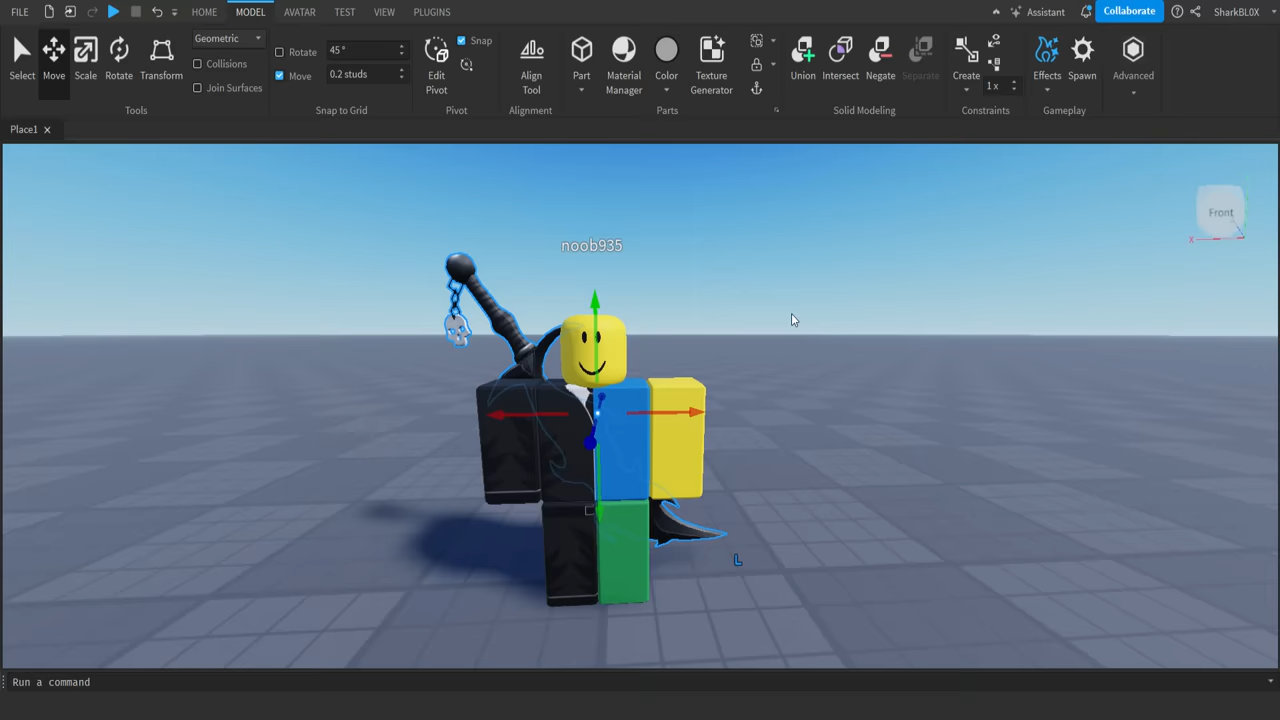 FILE HOME MODEL AVATAR TEST VIEW PLUGINS Assistant Collaborate SharkBL0X
Select Move Scale Rotate Transform
Geometric
Collisions
Join Surfaces
Tools
Rotate 45°
Move 0.2 studs
Snap to Grid
Edit Pivot
Snap
Pivot
Align Tool
Alignment
Part Material Manager Color Texture Generator
Parts
Union Intersect Negate Separate
Solid Modeling
Create
1 x
Constraints
Effects Spawn
Gameplay
Advanced
Place1
Front
X
noob935
L
Run a command